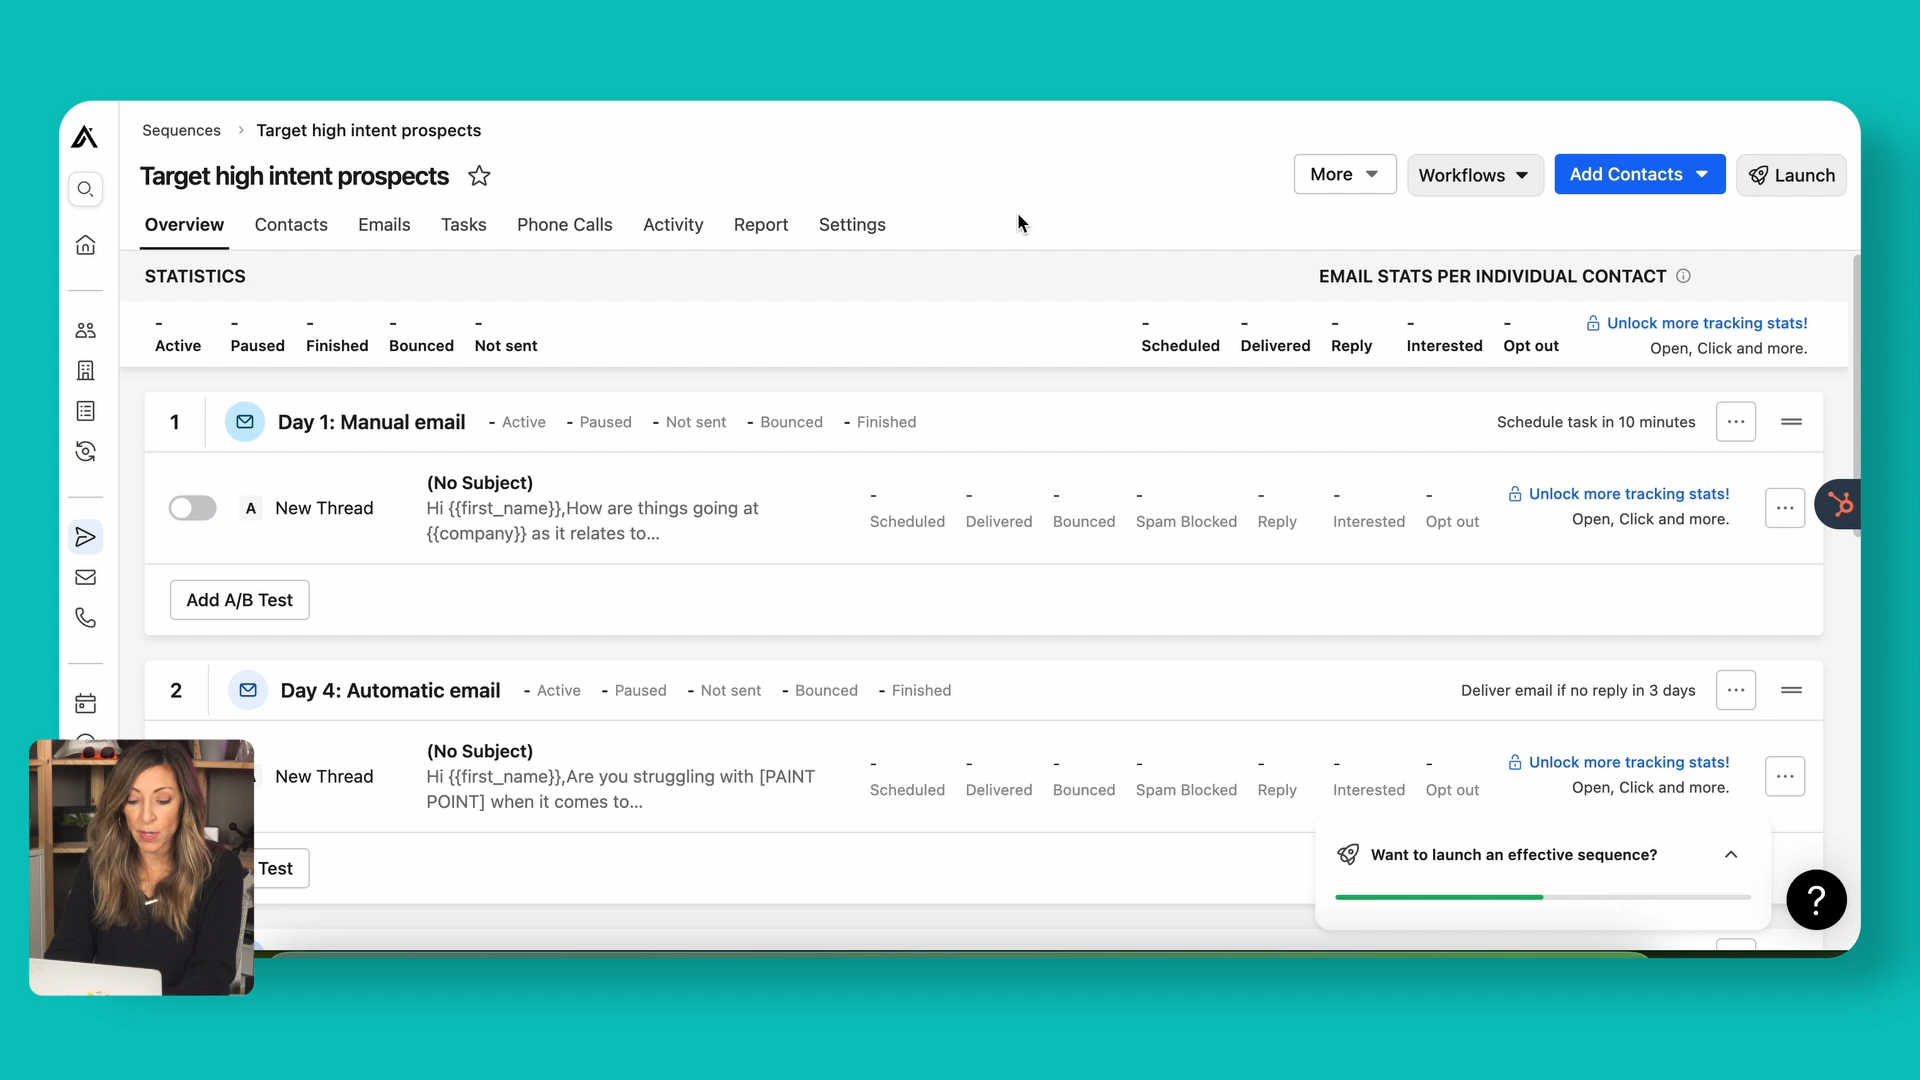 Sequences > Target high intent prospects
Target high intent prospects
More
Workflows
Add Contacts
Launch
Overview
Contacts
Emails
Tasks
Phone Calls
Activity
Report
Settings
STATISTICS
EMAIL STATS PER INDIVIDUAL CONTACT
- - - - -
Active Paused Finished Bounced Not sent
- - - - -
Scheduled Delivered Reply Interested Opt out
Unlock more tracking stats!
Open, Click and more.
1 Day 1: Manual email - Active - Paused - Not sent - Bounced - Finished Schedule task in 10 minutes ...
A New Thread
(No Subject)
Hi {{first_name}},How are things going at
{{company}} as it relates to...
- - - - - - -
Scheduled Delivered Bounced Spam Blocked Reply Interested Opt out
Unlock more tracking stats!
Open, Click and more.
...
Add A/B Test
2 Day 4: Automatic email - Active - Paused - Not sent - Bounced - Finished Deliver email if no reply in 3 days ...
New Thread
(No Subject)
Hi {{first_name}},Are you struggling with [PAINT
POINT] when it comes to...
- - - - - - -
Scheduled Delivered Bounced Spam Blocked Reply Interested Opt out
Unlock more tracking stats!
Open, Click and more.
...
Test
Want to launch an effective sequence?
?